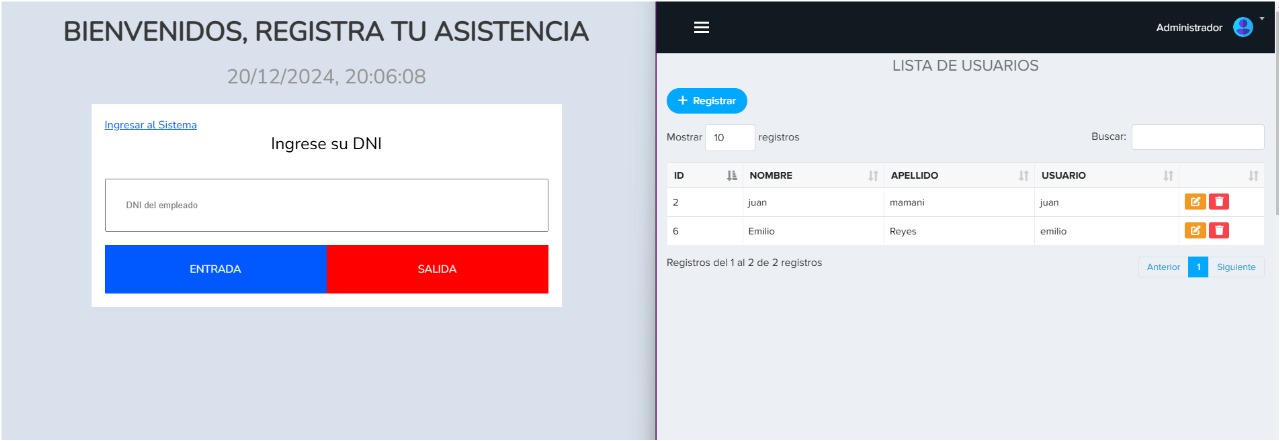 BIENVENIDOS, REGISTRA TU ASISTENCIA
20/12/2024, 20:06:08
Ingresar al Sistema
Ingrese su DNI
DNI del empleado
ENTRADA SALIDA
Administrador
LISTA DE USUARIOS
+ Registrar
Mostrar 10 registros Buscar:
ID NOMBRE APELLIDO USUARIO
2 juan mamani juan
6 Emilio Reyes emilio
Registros del 1 al 2 de 2 registros Anterior 1 Siguiente